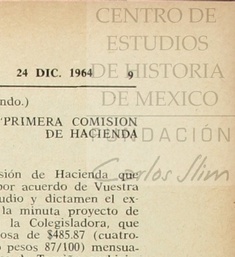 CENTRO DE
ESTUDIOS
DE HISTORIA
DE MEXICO
FUNDACIÓN
Carlos Slim
24 DIC. 1964 9
ndo.)
PRIMERA COMISION
DE HACIENDA
sión de Hacienda que
por acuerdo de Vuestra
udio y dictamen el ex-
la minuta proyecto de
la Colegisladora, que
osa de $485.87 (cuatro-
o pesos 87/100) mensua-